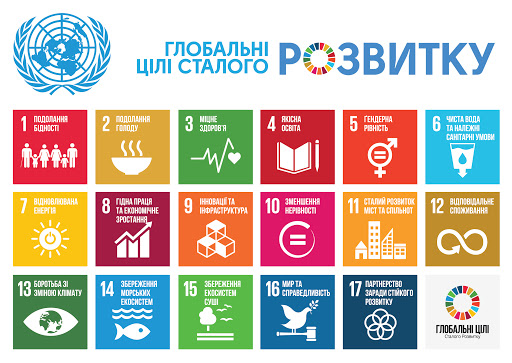 ГЛОБАЛЬНІ
ЦІЛІ СТАЛОГО
РОЗВИТКУ
1 ПОДОЛАННЯ
БІДНОСТІ
2 ПОДОЛАННЯ
ГОЛОДУ
3 МІЦНЕ
ЗДОРОВ'Я
4 ЯКІСНА
ОСВІТА
5 ГЕНДЕРНА
РІВНІСТЬ
6 ЧИСТА ВОДА
ТА НАЛЕЖНІ
САНІТАРНІ УМОВИ
7 ВІДНОВЛЮВАНА
ЕНЕРГІЯ
8 ГІДНА ПРАЦЯ
ТА ЕКОНОМІЧНЕ
ЗРОСТАННЯ
9 ІННОВАЦІЇ ТА
ІНФРАСТРУКТУРА
10 ЗМЕНШЕННЯ
НЕРІВНОСТІ
11 СТАЛИЙ РОЗВИТОК
МІСТ ТА СПІЛЬНОТ
12 ВІДПОВІДАЛЬНЕ
СПОЖИВАННЯ
13 БОРОТЬБА ЗІ
ЗМІНОЮ КЛІМАТУ
14 ЗБЕРЕЖЕННЯ
МОРСЬКИХ
ЕКОСИСТЕМ
15 ЗБЕРЕЖЕННЯ
ЕКОСИСТЕМ
СУШІ
16 МИР ТА
СПРАВЕДЛИВІСТЬ
17 ПАРТНЕРСТВО
ЗАРАДИ СТІЙКОГО
РОЗВИТКУ
ГЛОБАЛЬНІ ЦІЛІ
Сталого Розвитку